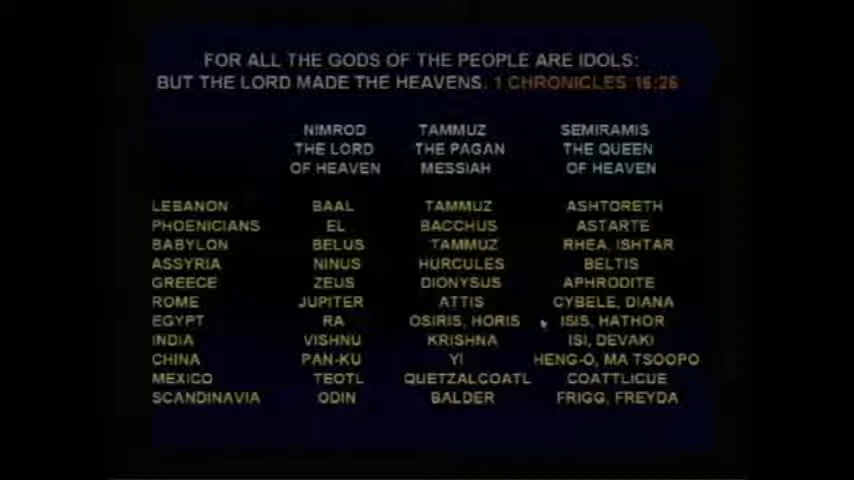 FOR ALL THE GODS OF THE PEOPLE ARE IDOLS:
BUT THE LORD MADE THE HEAVENS. 1 CHRONICLES 16:26
NIMROD TAMMUZ SEMIRAMIS
THE LORD THE PAGAN THE QUEEN
OF HEAVEN MESSIAH OF HEAVEN
LEBANON BAAL TAMMUZ ASHTORETH
PHOENICIANS EL BACCHUS ASTARTE
BABYLON BELUS TAMMUZ RHEA, ISHTAR
ASSYRIA NINUS HURCULES BELTIS
GREECE ZEUS DIONYSUS APHRODITE
ROME JUPITER ATTIS CYBELE, DIANA
EGYPT RA OSIRIS, HORIS ISIS, HATHOR
INDIA VISHNU KRISHNA ISI, DEVAKI
CHINA PAN-KU YI HENG-O, MA TSOOPO
MEXICO TEOTL QUETZALCOATL COATTLIGUE
SCANDINAVIA ODIN BALDER FRIGG, FREYDA